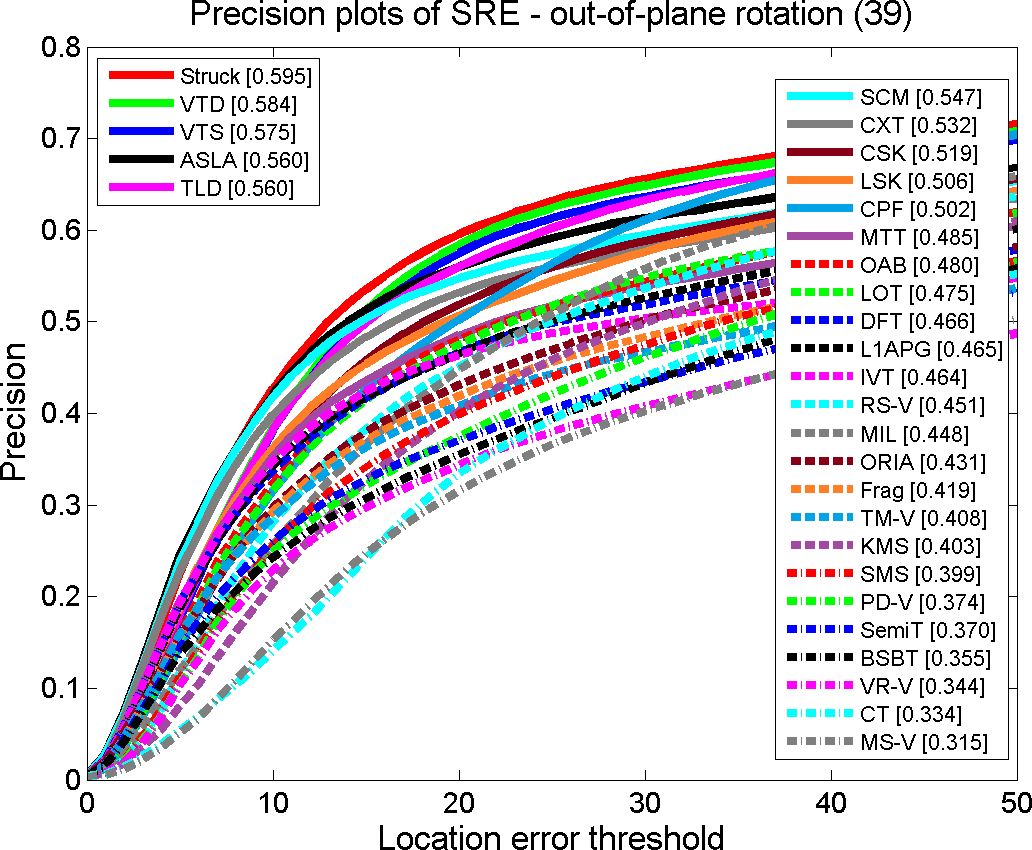 Precision plots of SRE - out-of-plane rotation (39)
Precision
0.8
0.7
0.6
0.5
0.4
0.3
0.2
0.1
0
Struck [0.595]
VTD [0.584]
VTS [0.575]
ASLA [0.560]
TLD [0.560]
SCM [0.547]
CXT [0.532]
CSK [0.519]
LSK [0.506]
CPF [0.502]
MTT [0.485]
OAB [0.480]
LOT [0.475]
DFT [0.466]
L1APG [0.465]
IVT [0.464]
RS-V [0.451]
MIL [0.448]
ORIA [0.431]
Frag [0.419]
TM-V [0.408]
KMS [0.403]
SMS [0.399]
PD-V [0.374]
SemiT [0.370]
BSBT [0.355]
VR-V [0.344]
CT [0.334]
MS-V [0.315]
0 10 20 30 40 50
Location error threshold